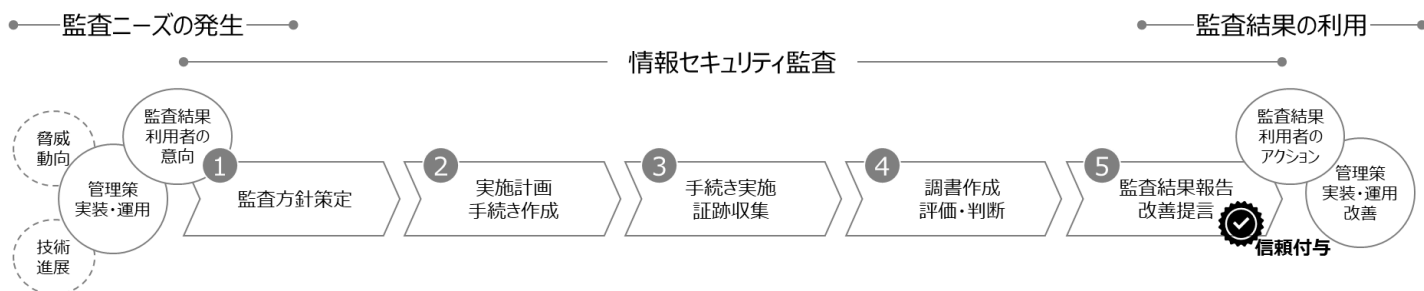 監査ニーズの発生
情報セキュリティ監査
監査結果の利用
脅威
動向
技術
進展
管理策
実装・運用
監査結果
利用者の
意向
1
監査方針策定
2
実施計画
手続き作成
3
手続き実施
証跡収集
4
調書作成
評価・判断
5
監査結果報告
改善提言
信頼付与
監査結果
利用者の
アクション
管理策
実装・運用
改善